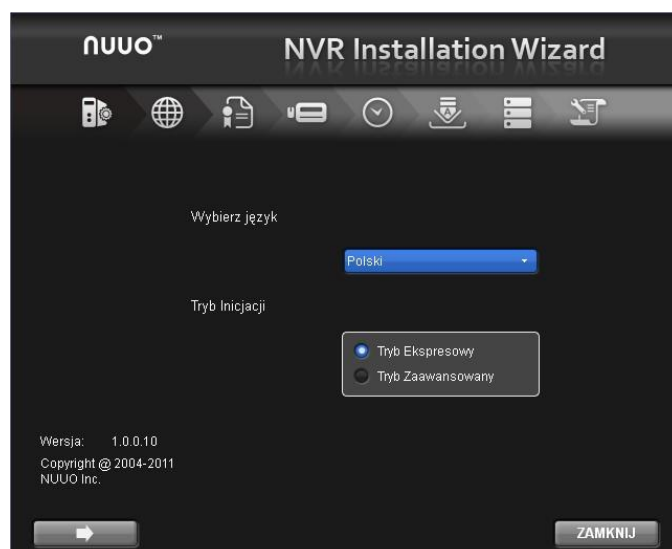 nuuo™
NVR Installation Wizard
Wybierz język
Polski
Tryb Inicjacji
Tryb Ekspresowy
Tryb Zaawansowany
Wersja: 1.0.0.10
Copyright @ 2004-2011
NUUO Inc.
ZAMKNIJ